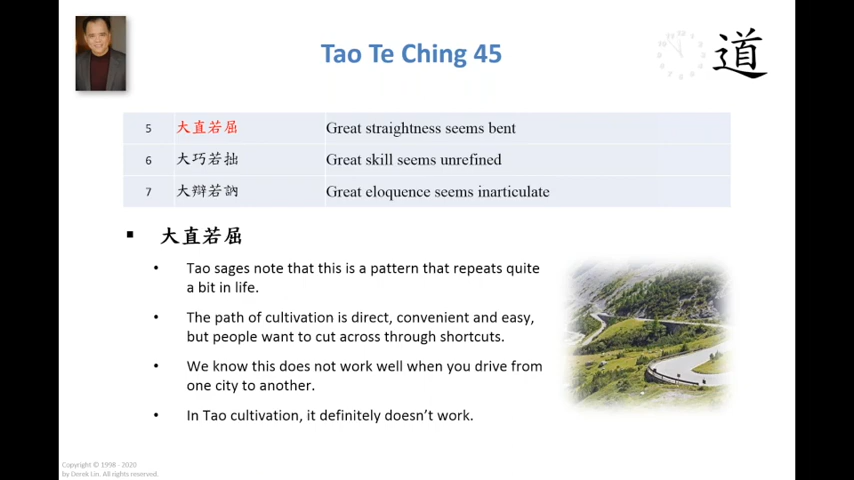 Tao Te Ching 45
道
5 大直若屈 Great straightness seems bent
6 大巧若拙 Great skill seems unrefined
7 大辯若訥 Great eloquence seems inarticulate
▪ 大直若屈
• Tao sages note that this is a pattern that repeats quite
a bit in life.
• The path of cultivation is direct, convenient and easy,
but people want to cut across through shortcuts.
• We know this does not work well when you drive from
one city to another.
• In Tao cultivation, it definitely doesn’t work.
Copyright © 1998 - 2020
by Derek Lin. All rights reserved.